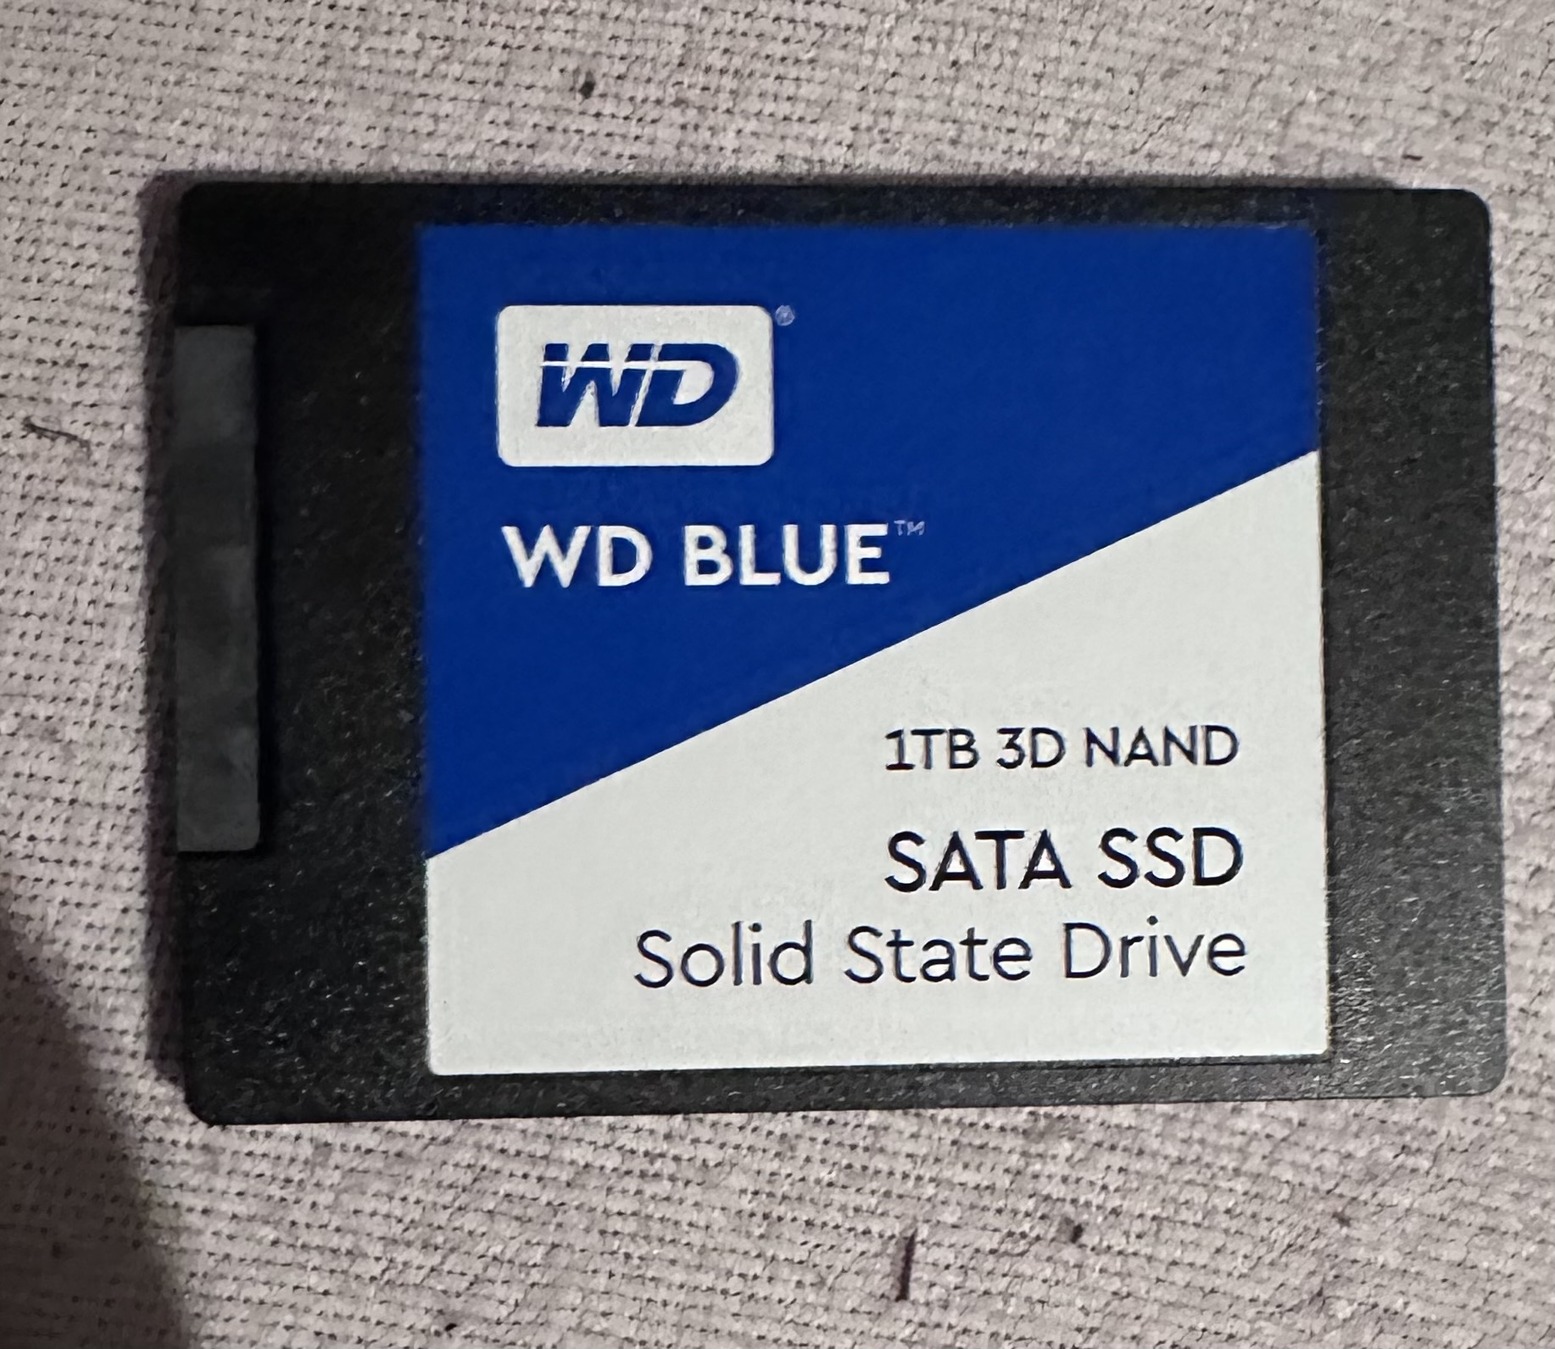 WD®
WD BLUE™
1TB 3D NAND
SATA SSD
Solid State Drive